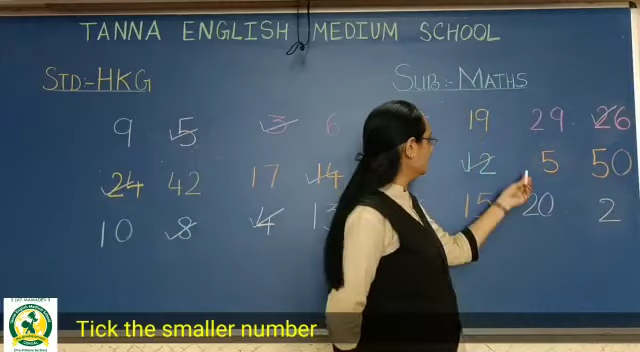 TANNA ENGLISH MEDIUM SCHOOL
STD:-HKG SUB:-MATHS
9 5 3 6 19 29 26
24 42 17 14 12 5 50
10 8 4 15 20 2
Tick the smaller number